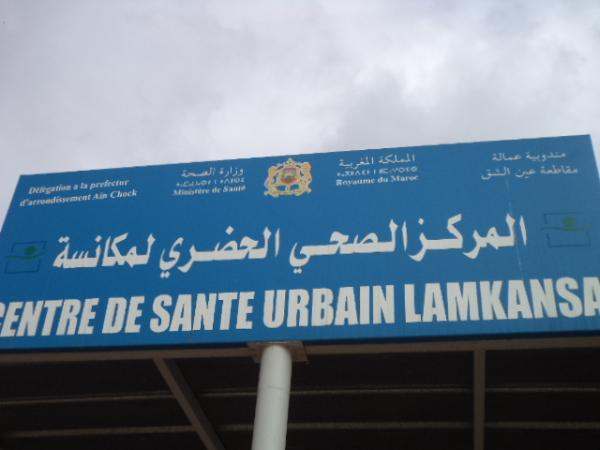 Délégation a la prefectur
d'arrondissement Ain Chock
وزارة الصحة
Ministère de Santé
المملكة المغربية
Royaume du Maroc
مندوبية عمالة
مقاطعة عين الشق
المركز الصحي الحضري لمكانسة
CENTRE DE SANTE URBAIN LAMKANSA